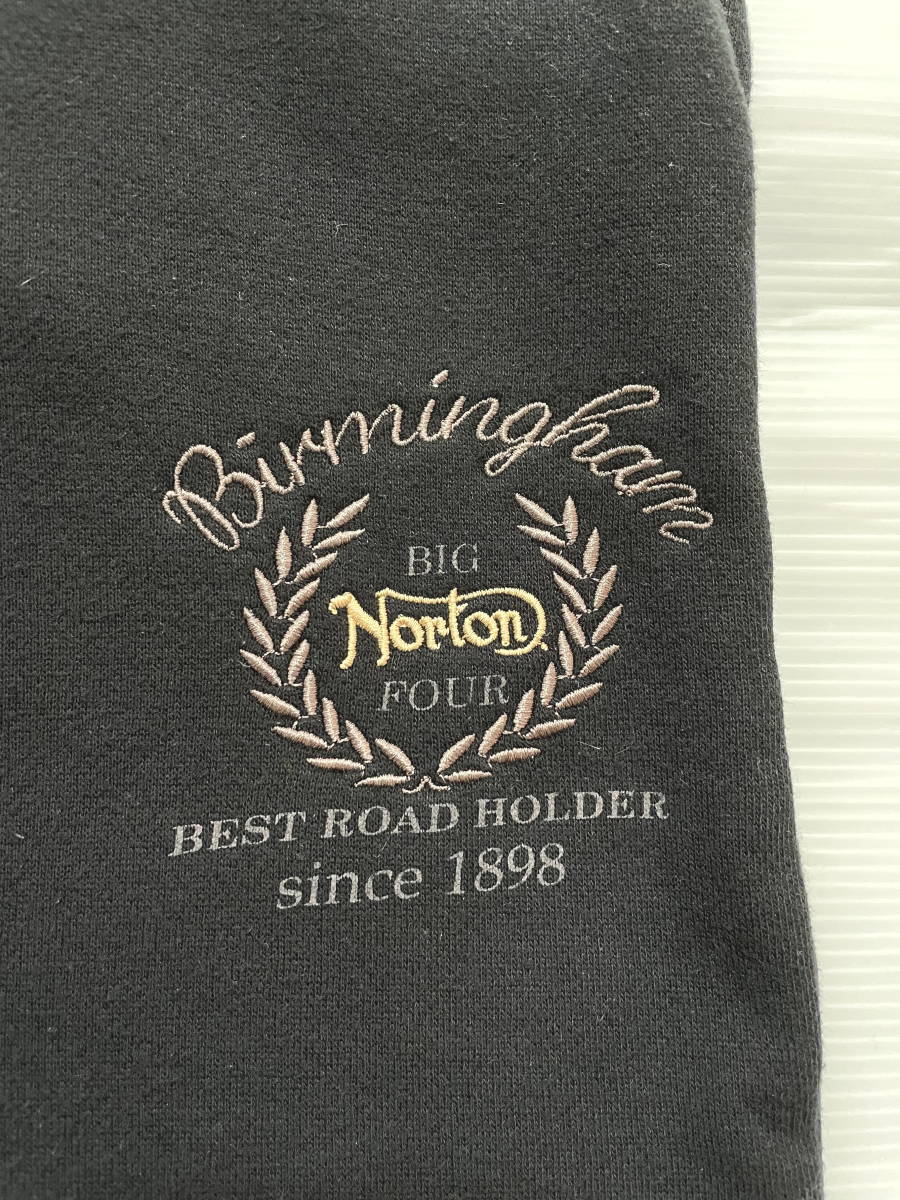 Birmingham
BIG
Norton
FOUR
BEST ROAD HOLDER
since 1898